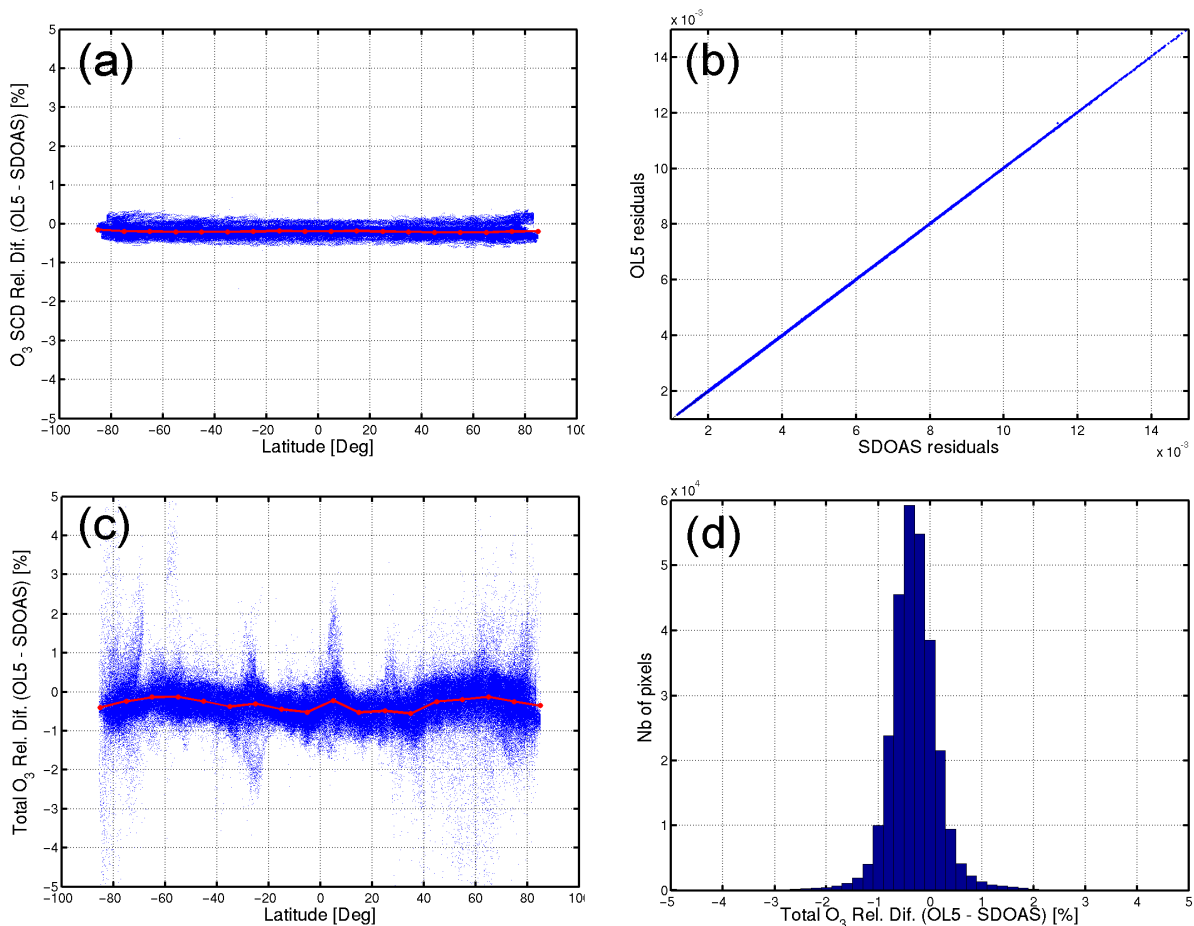 (a)
O3 SCD Rel. Dif. (OL5 - SDOAS) [%]
5
4
3
2
1
0
−1
−2
−3
−4
−5
−100 −80 −60 −40 −20 0 20 40 60 80 100
Latitude [Deg]
(b)
x 10−3
OL5 residuals
14
12
10
8
6
4
2
2 4 6 8 10 12 14
SDOAS residuals
x 10−3
(c)
Total O3 Rel. Dif. (OL5 - SDOAS) [%]
5
4
3
2
1
0
−1
−2
−3
−4
−5
−100 −80 −60 −40 −20 0 20 40 60 80 100
Latitude [Deg]
(d)
x 104
Nb of pixels
6
5
4
3
2
1
0
−5 −4 −3 −2 −1 0 1 2 3 4 5
Total O3 Rel. Dif. (OL5 - SDOAS) [%]